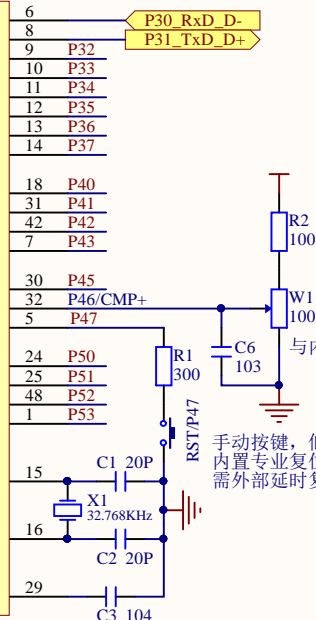 6 P30_RxD_D-
8 P31_TxD_D+
9 P32
10 P33
11 P34
12 P35
13 P36
14 P37
18 P40
31 P41
42 P42
7 P43
R2
100
30 P45
32 P46/CMP+
W1
100
5 P47
与内
R1
300
C6
103
24 P50
25 P51
48 P52
1 P53
RST/P47
手动按键，
内置专业复位
需外部延时复
15
C1 20P
X1
32.768KHz
16
C2 20P
29
C3 104